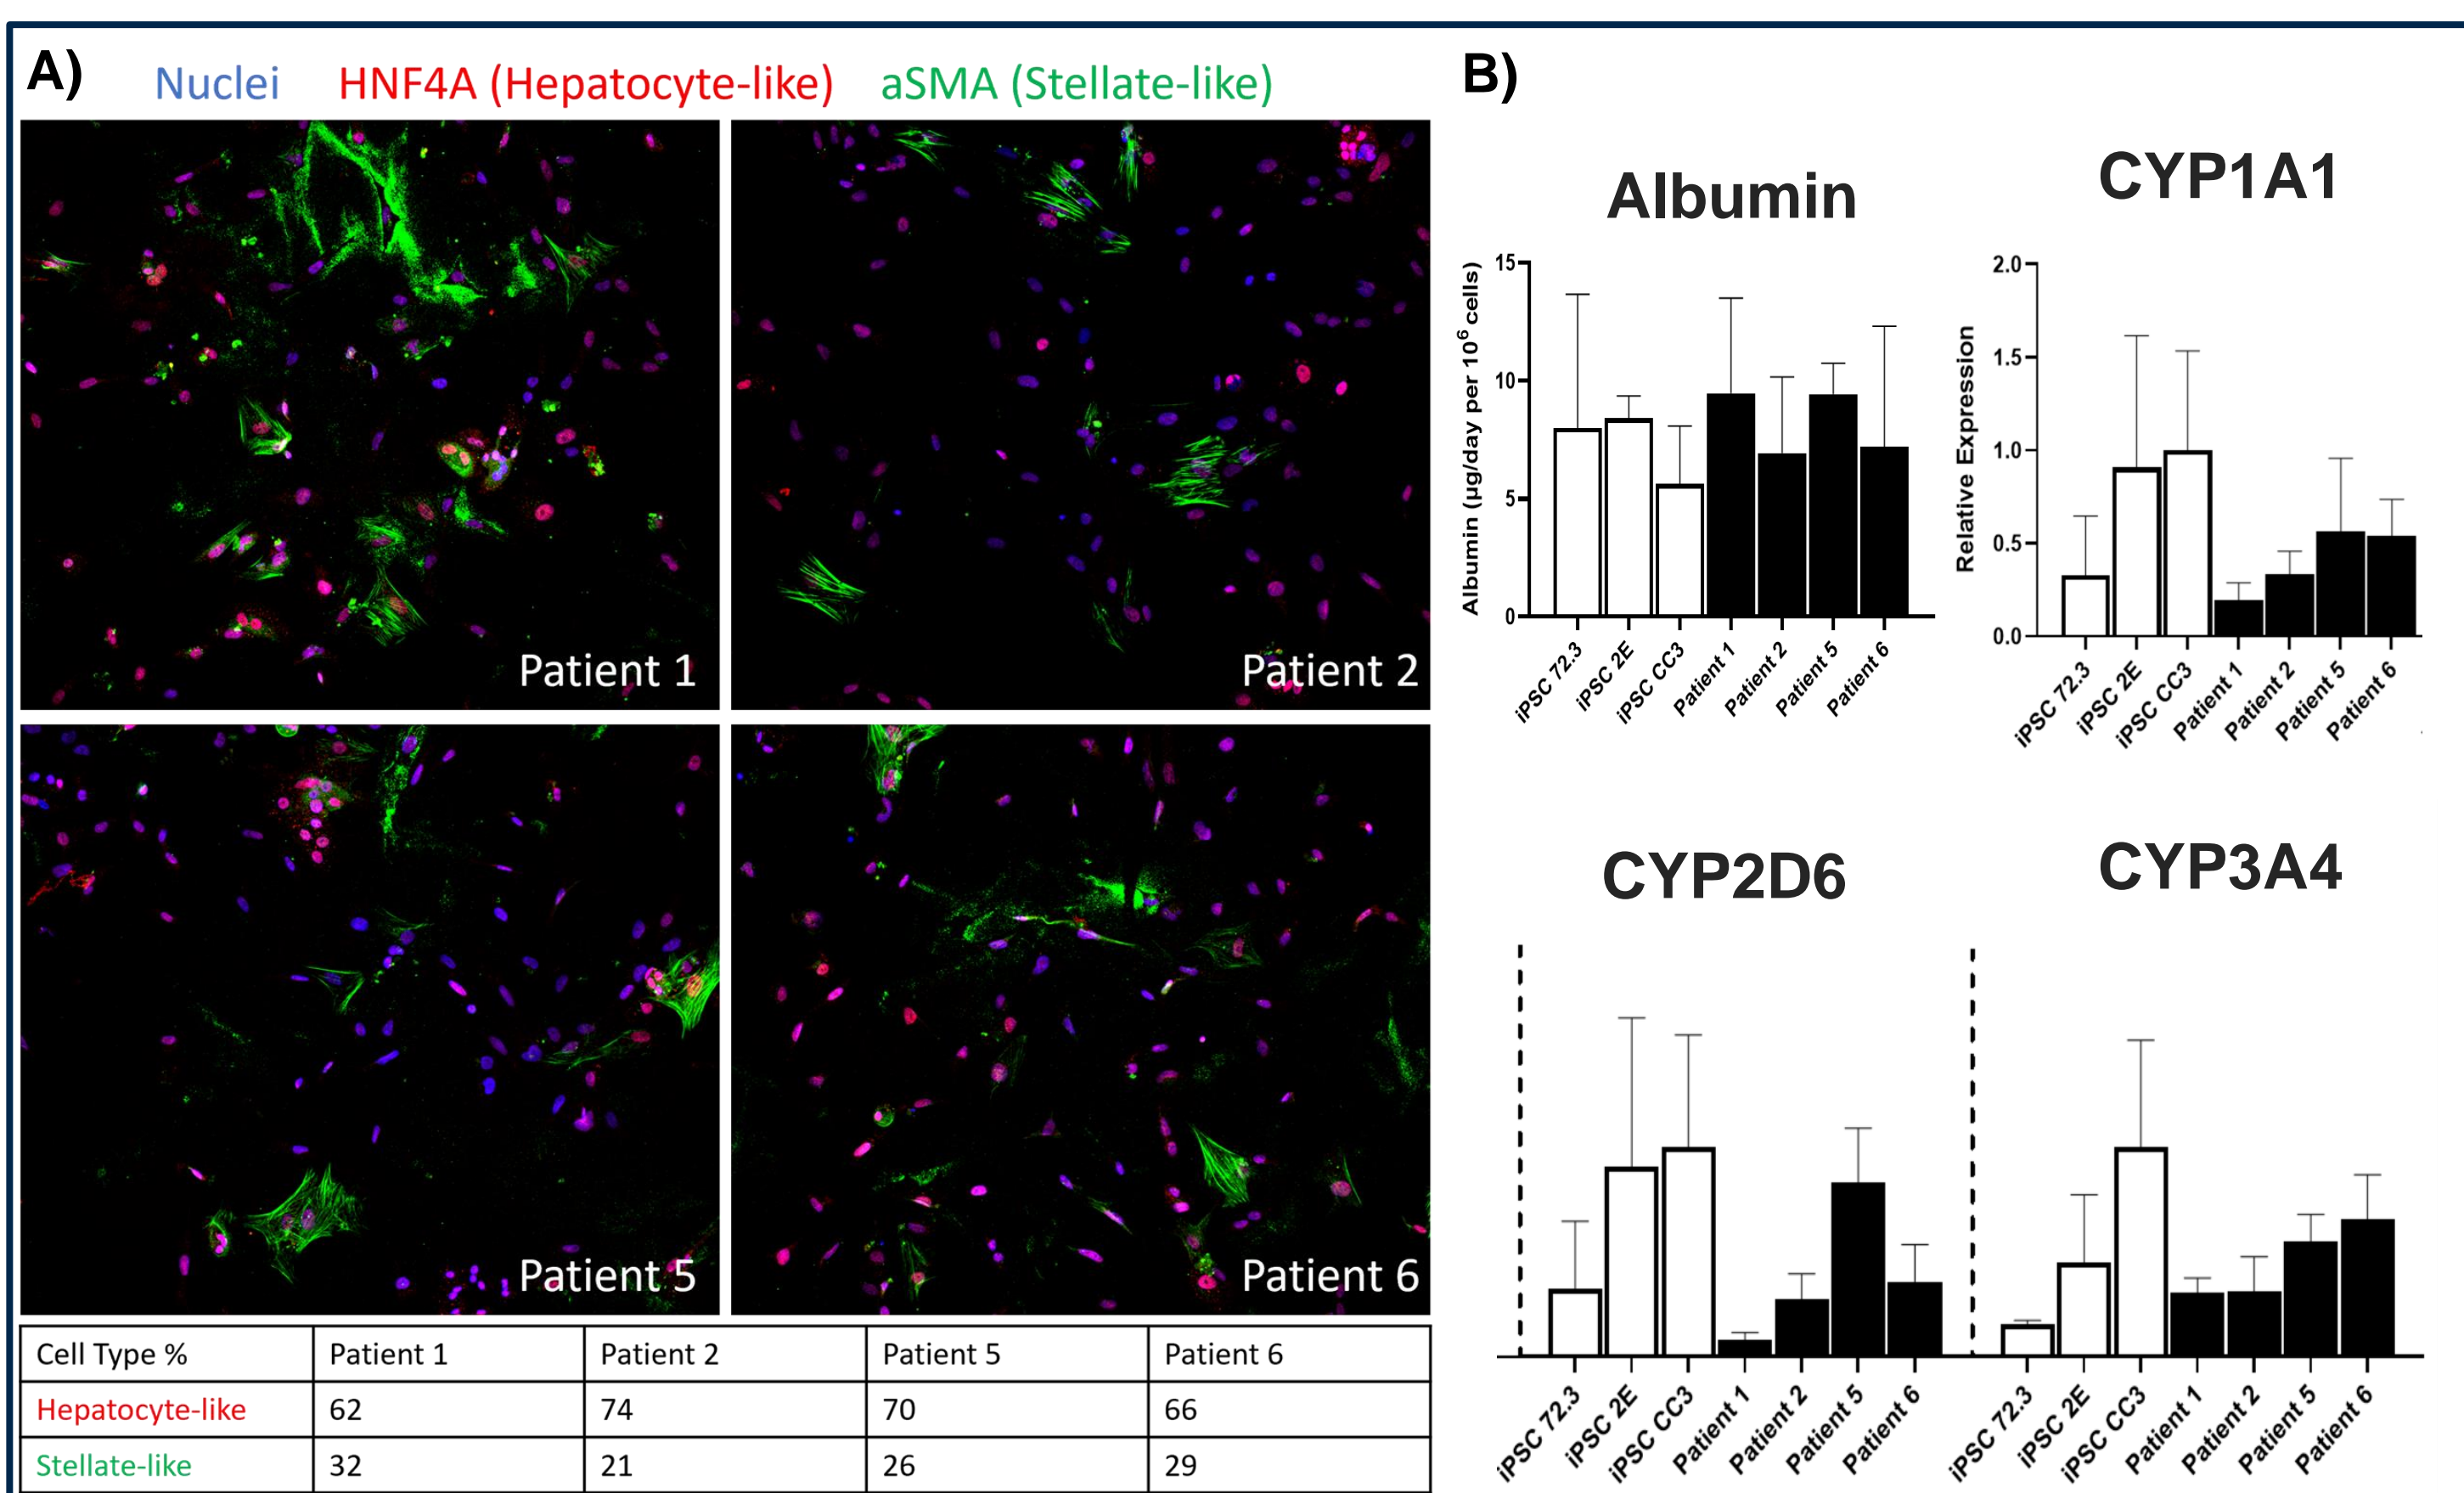 A)
Nuclei HNF4A (Hepatocyte-like) aSMA (Stellate-like)
Patient 1
Patient 2
Patient 5
Patient 6
Cell Type % Patient 1 Patient 2 Patient 5 Patient 6
Hepatocyte-like 62 74 70 66
Stellate-like 32 21 26 29
B)
Albumin
Albumin (µg/day per 10⁶ cells)
15
10
5
0
iPSC 72.3
iPSC 2E
iPSC CC3
Patient 1
Patient 2
Patient 5
Patient 6
CYP1A1
Relative Expression
2.0
1.5
1.0
0.5
0.0
iPSC 72.3
iPSC 2E
iPSC CC3
Patient 1
Patient 2
Patient 5
Patient 6
CYP2D6
iPSC 72.3
iPSC 2E
iPSC CC3
Patient 1
Patient 2
Patient 5
Patient 6
CYP3A4
iPSC 72.3
iPSC 2E
iPSC CC3
Patient 1
Patient 2
Patient 5
Patient 6